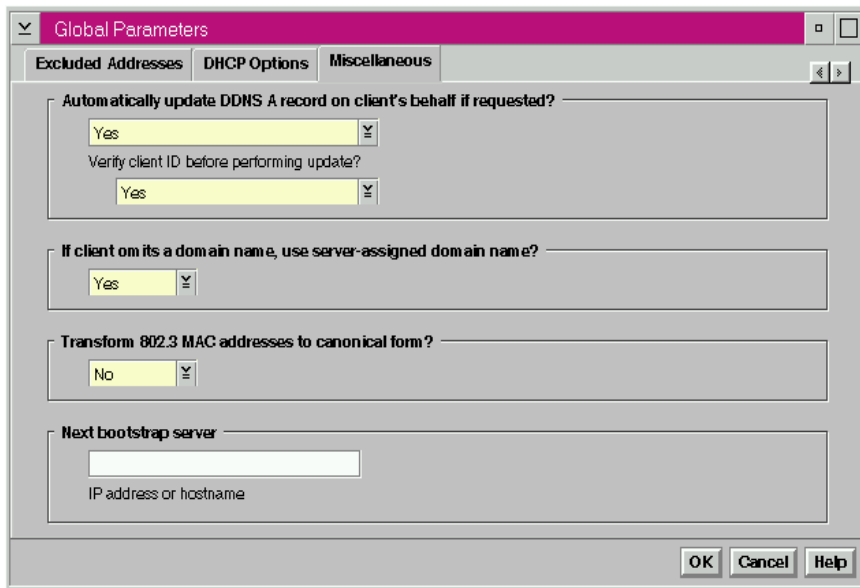 Global Parameters
Excluded Addresses DHCP Options Miscellaneous
Automatically update DDNS A record on client's behalf if requested?
Yes
Verify client ID before performing update?
Yes
If client omits a domain name, use server-assigned domain name?
Yes
Transform 802.3 MAC addresses to canonical form?
No
Next bootstrap server
IP address or hostname
OK Cancel Help